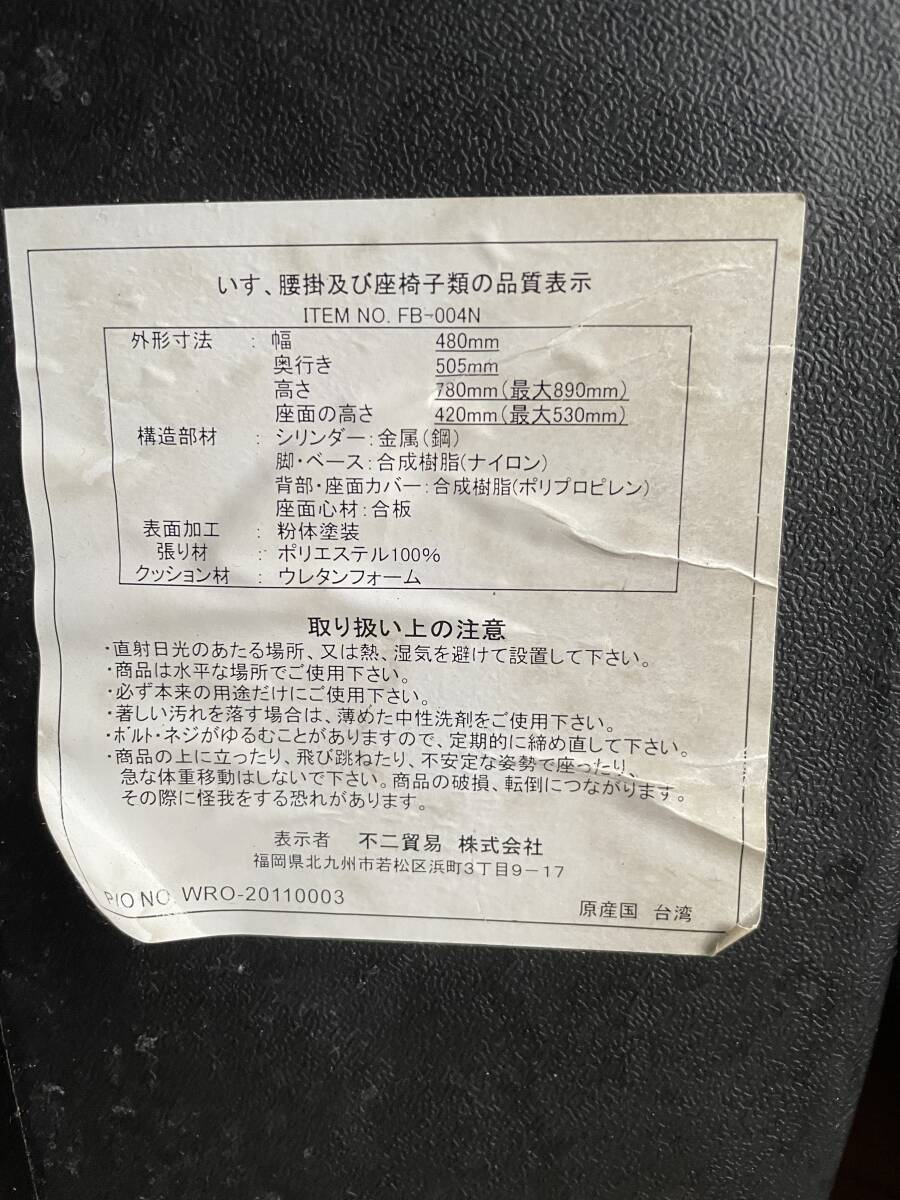 いす、腰掛及び座椅子類の品質表示
ITEM NO. FB-004N
外形寸法 : 幅 480mm
奥行き 505mm
高さ 780mm(最大890mm)
座面の高さ 420mm(最大530mm)
構造部材 : シリンダー:金属(鋼)
脚・ベース:合成樹脂(ナイロン)
背部・座面カバー:合成樹脂(ポリプロピレン)
座面心材:合板
表面加工 : 粉体塗装
張り材 : ポリエステル100%
クッション材 : ウレタンフォーム
取り扱い上の注意
・直射日光のあたる場所、又は熱、湿気を避けて設置して下さい。
・商品は水平な場所でご使用下さい。
・必ず本来の用途だけにご使用下さい。
・著しい汚れを落す場合は、薄めた中性洗剤をご使用下さい。
・ボルト・ネジがゆるむことがありますので、定期的に締め直して下さい。
・商品の上に立ったり、飛び跳ねたり、不安定な姿勢で座ったり、
急な体重移動はしないで下さい。商品の破損、転倒につながります。
その際に怪我をする恐れがあります。
表示者 不二貿易 株式会社
福岡県北九州市若松区浜町3丁目9-17
P/O NO. WRO-20110003
原産国 台湾